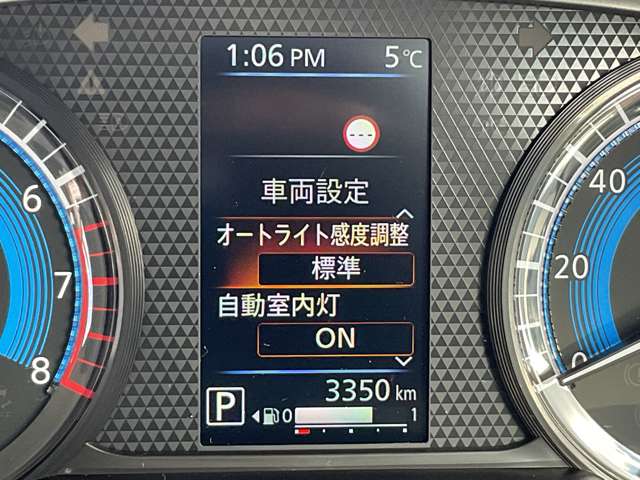 1:06 PM 5℃
---
車両設定
オートライト感度調整
標準
自動室内灯
ON
3350 km
P 0 1
6
7
8
40
20
0